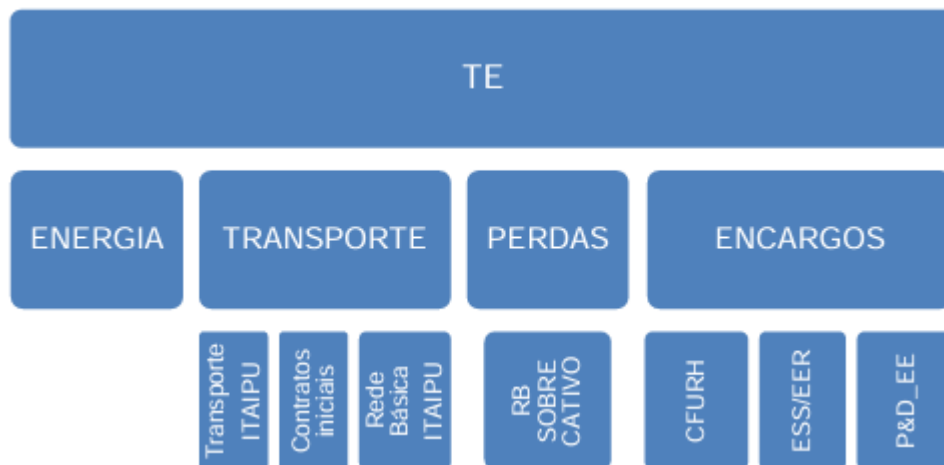 TE
ENERGIA
TRANSPORTE
PERDAS
ENCARGOS
Transporte
ITAIPU
Contratos
iniciais
Rede
Básica
ITAIPU
RB
SOBRE
CATIVO
CFURH
ESS/EER
P&D_EE